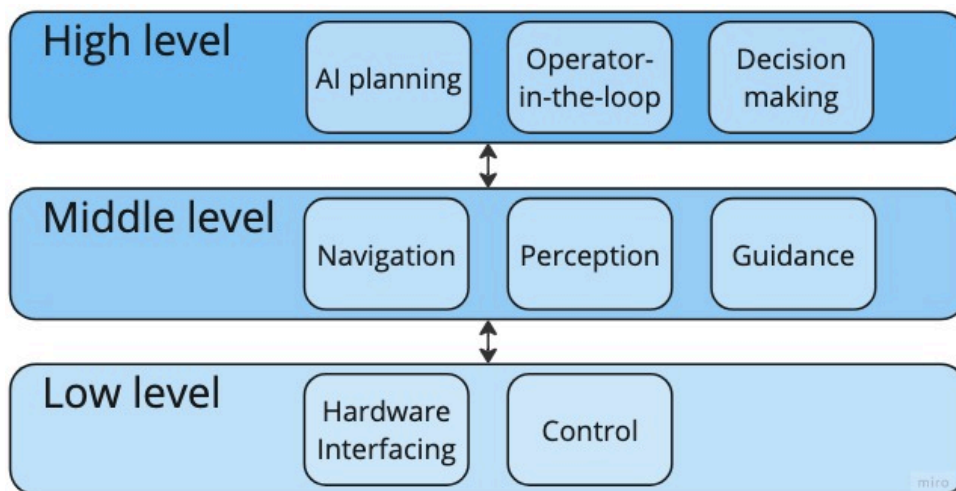 High level
AI planning
Operator-
in-the-loop
Decision
making
Middle level
Navigation
Perception
Guidance
Low level
Hardware
Interfacing
Control
miro